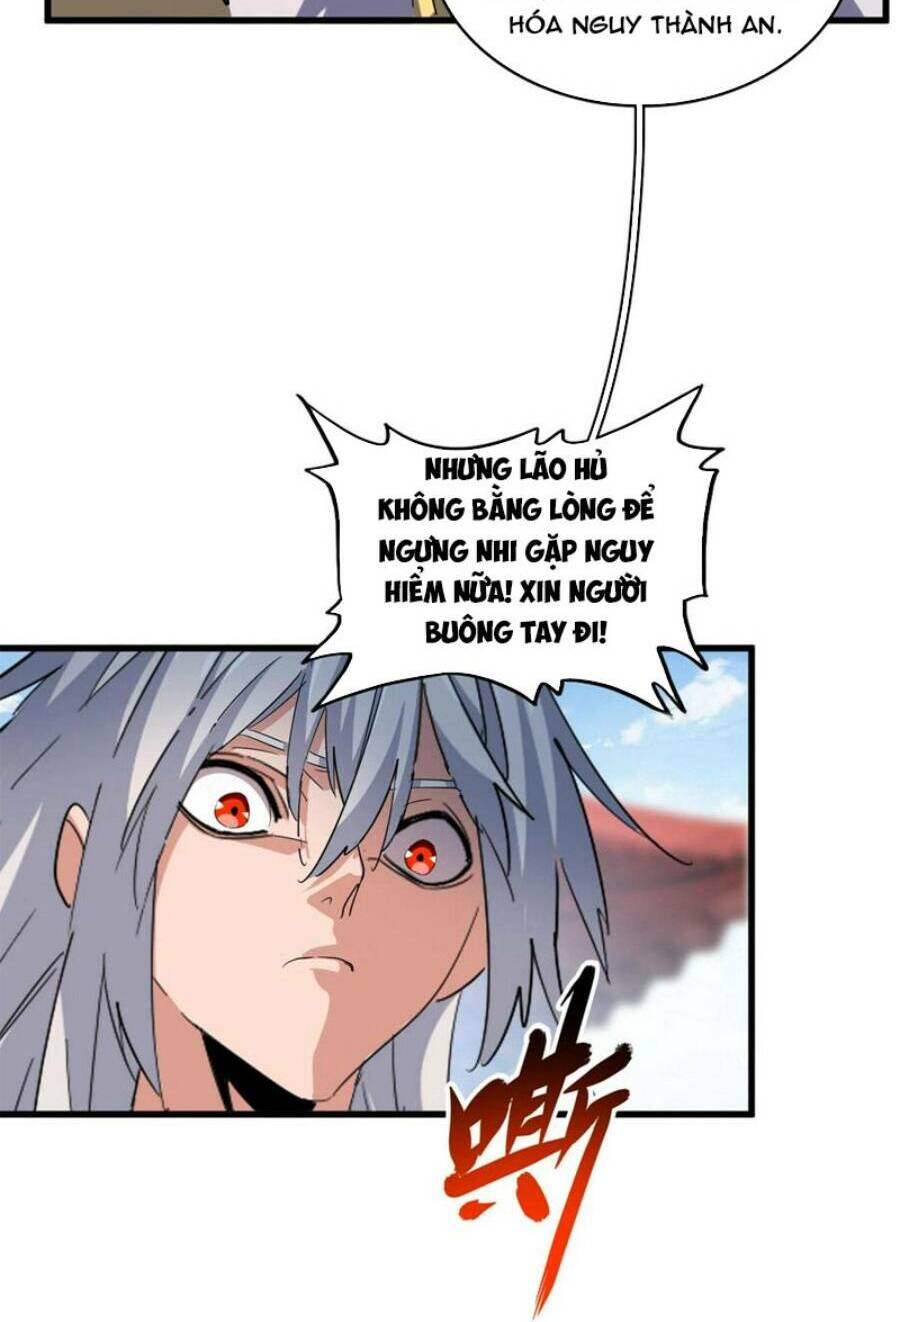 HÓA NGUY THÀNH AN.
NHƯNG LÃO HỦ
KHÔNG BẰNG LÒNG ĐỂ
NGƯNG NHI GẶP NGUY
HIỂM NỮA! XIN NGƯỜI
BUÔNG TAY ĐI!
嘶